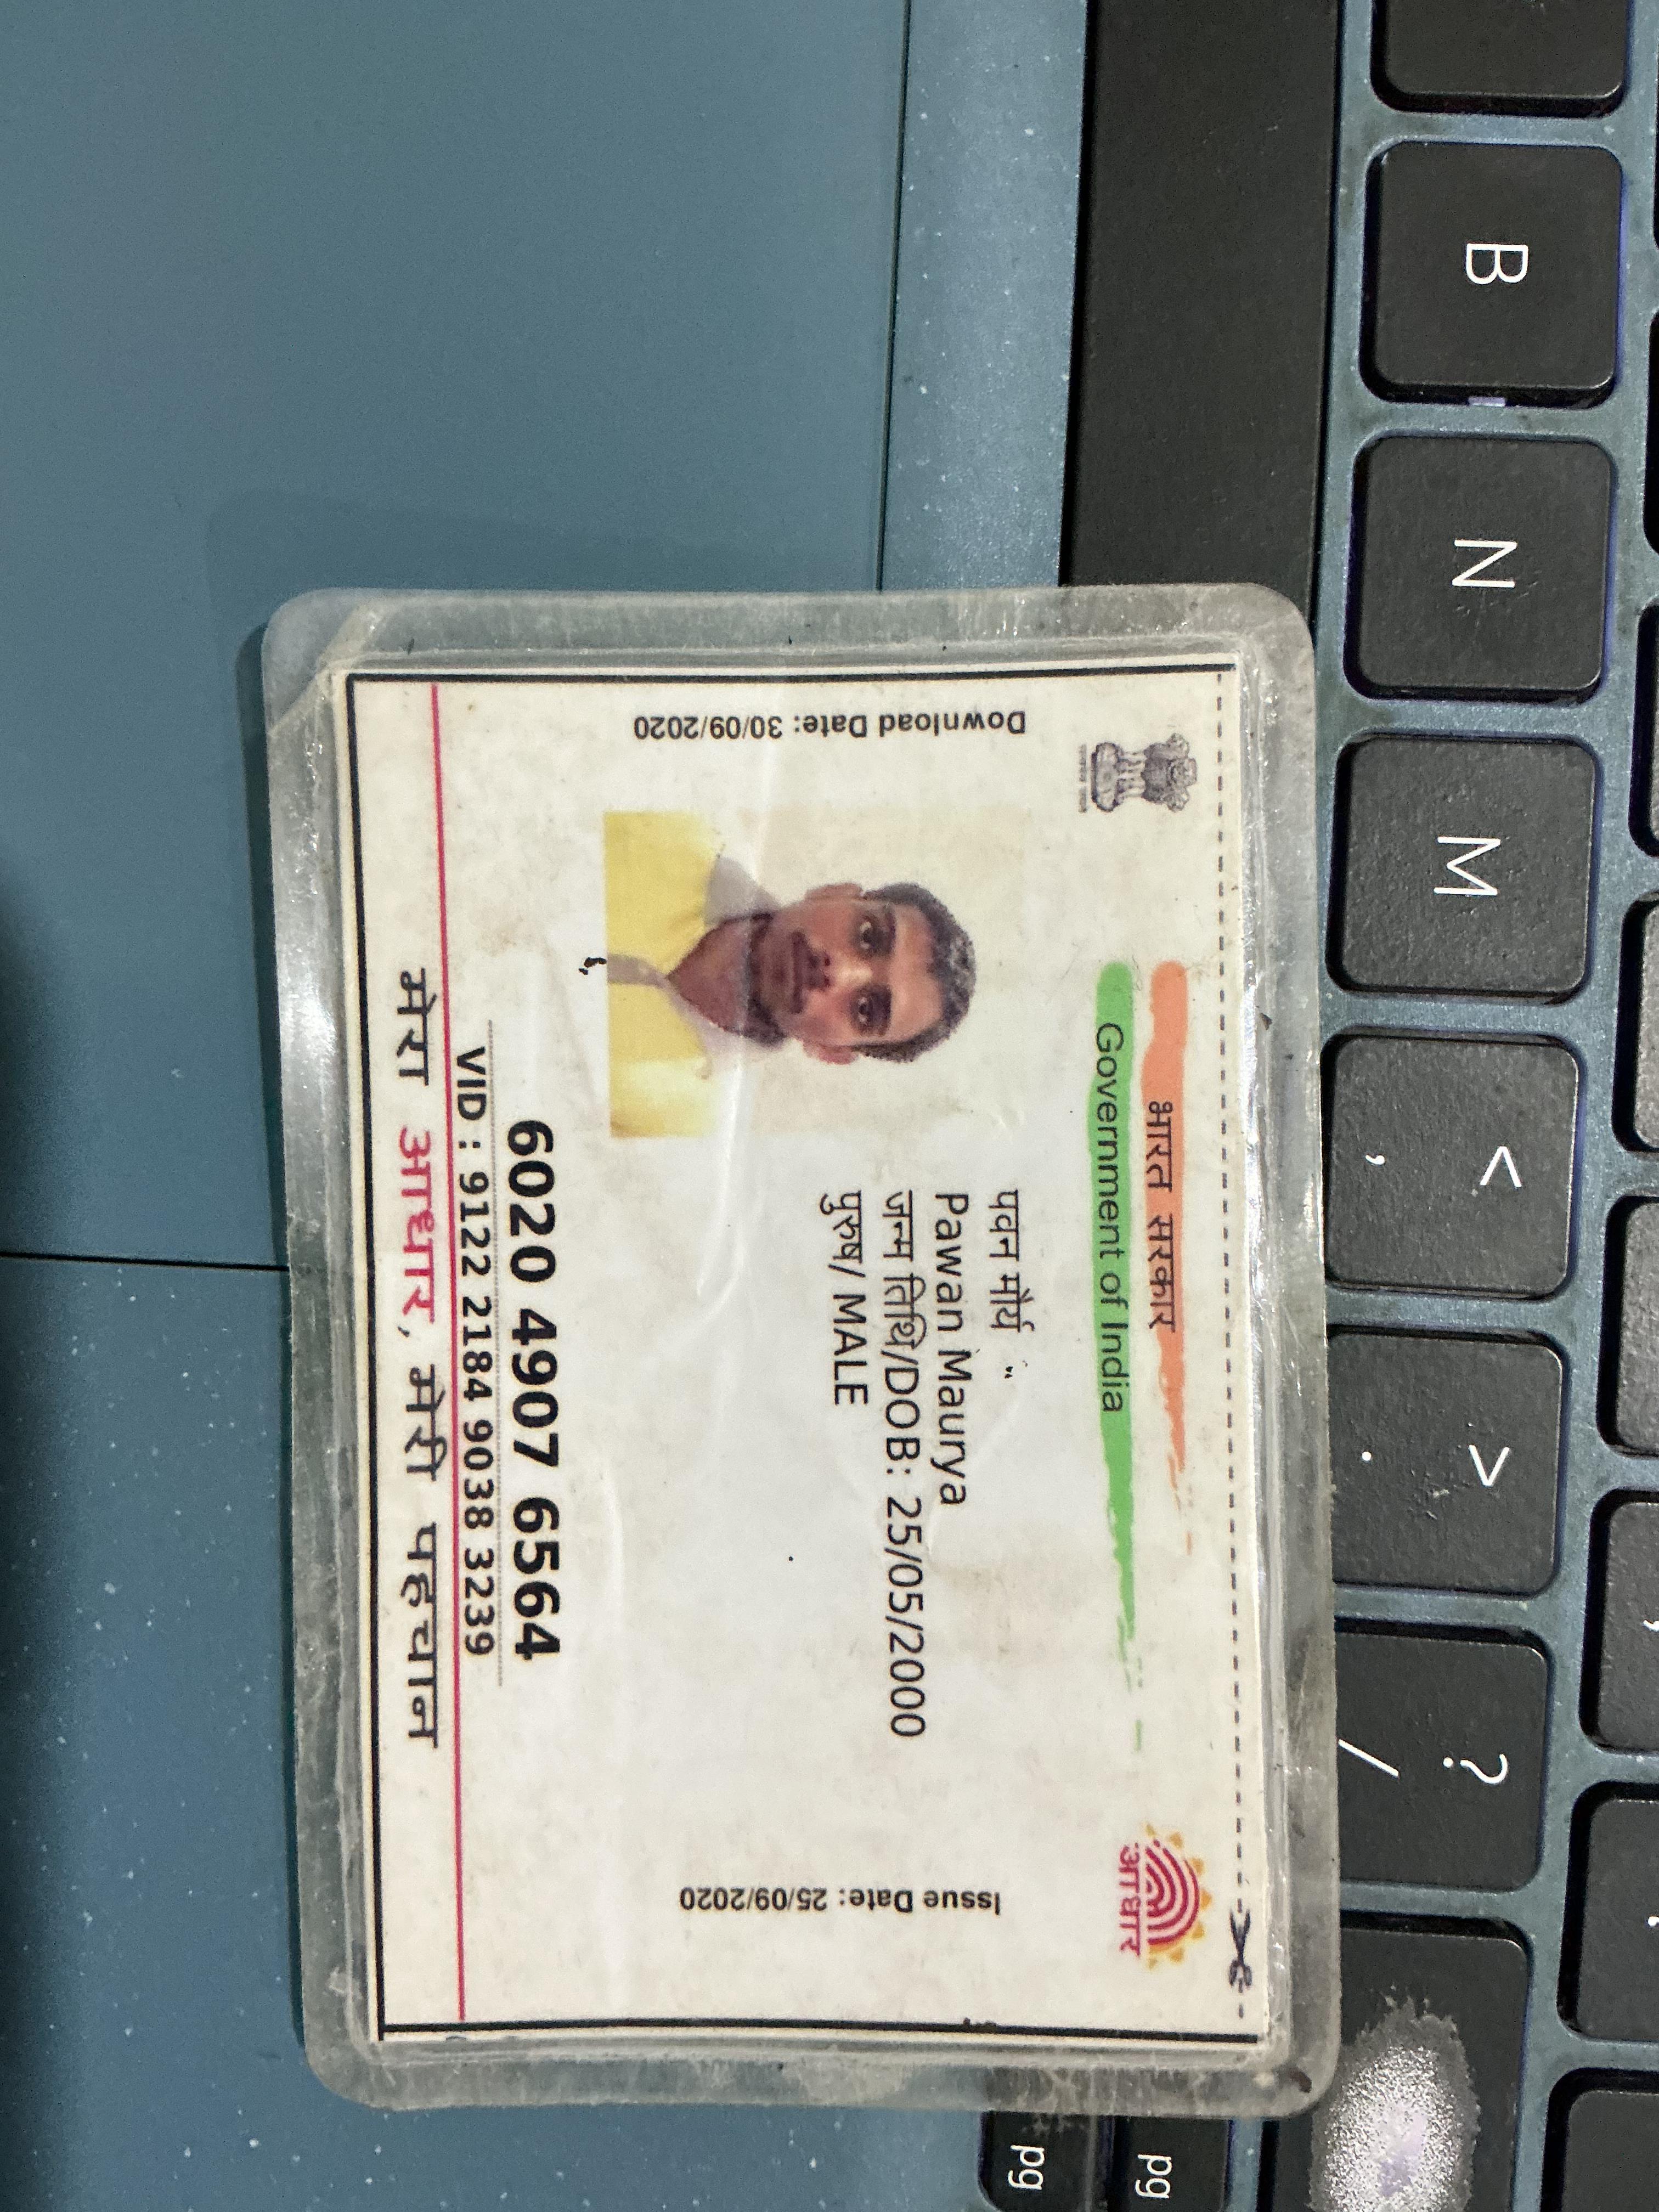 भारत सरकार
Government of India
Download Date: 30/09/2020
पवन मौर्य
Pawan Maurya
जन्म तिथि/DOB: 25/05/2000
पुरुष/ MALE
Issue Date: 25/09/2020
आधार
6020 4907 6564
VID : 9122 2184 9038 3239
मेरा आधार, मेरी पहचान
B
N
M
<
,
>
.
?
/
pg
pg